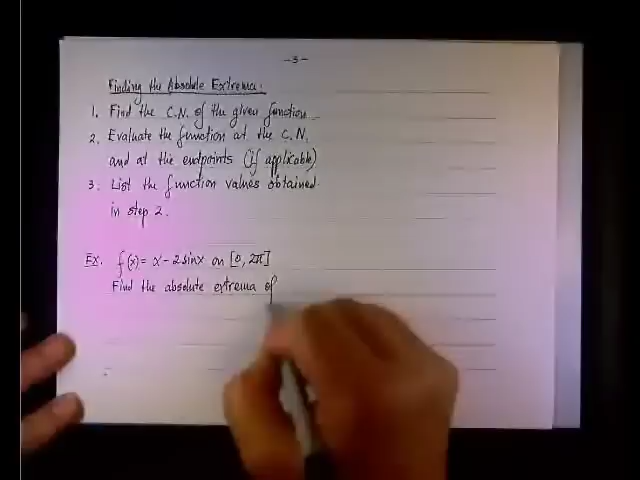 -3-
Finding the Absolute Extrema:
1. Find the C.N. of the given function
2. Evaluate the function at the C.N.
and at the endpoints (if applicable)
3. List the function values obtained
in step 2.
Ex. f(x) = x - 2 sinx on [0, 2π]
Find the absolute extrema of